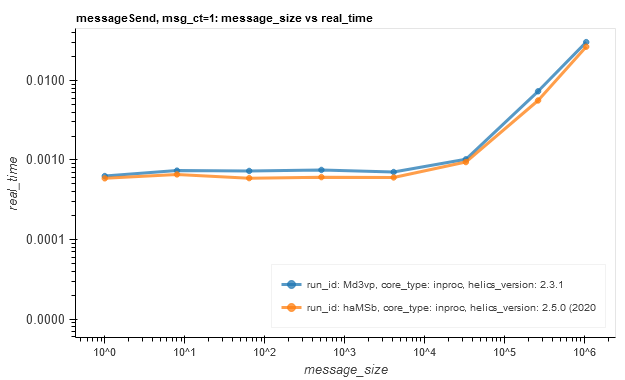 messageSend, msg_ct=1: message_size vs real_time
0.0100
0.0010
0.0001
0.0000
real_time
run_id: Md3vp, core_type: inproc, helics_version: 2.3.1
run_id: haMSb, core_type: inproc, helics_version: 2.5.0 (2020
10^0 10^1 10^2 10^3 10^4 10^5 10^6
message_size